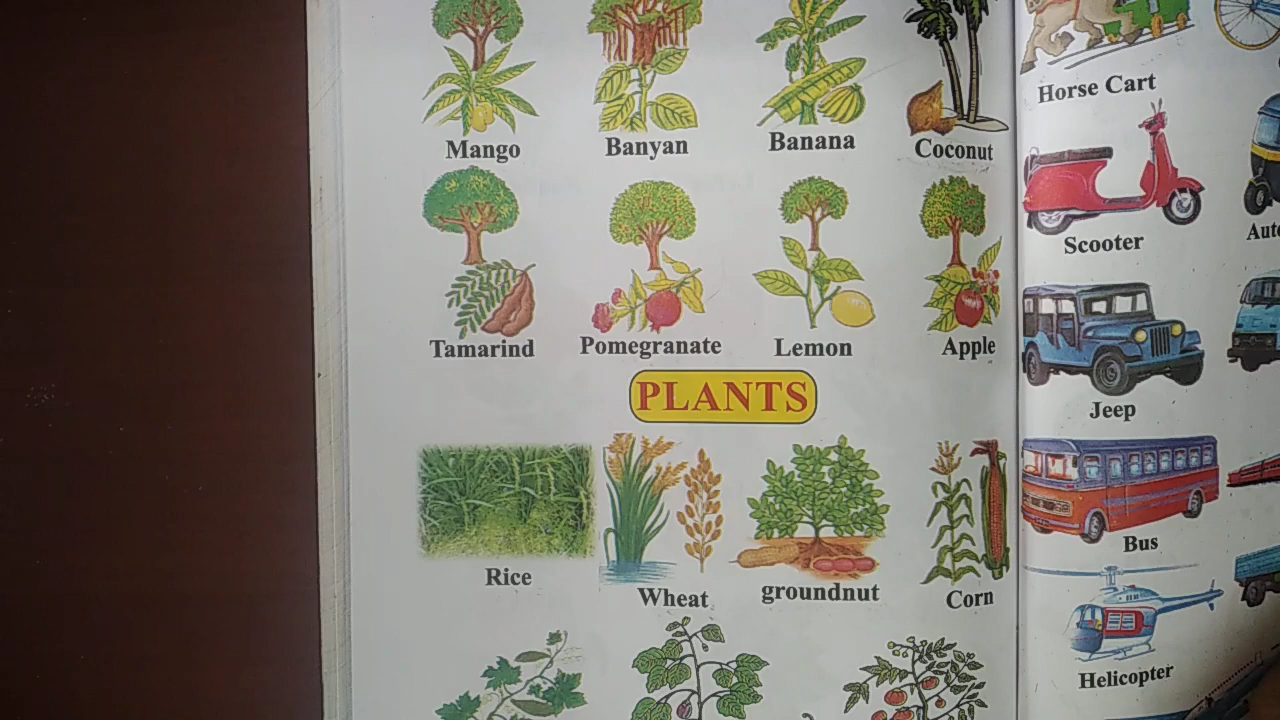 Mango Banyan Banana Coconut
Tamarind Pomegranate Lemon Apple
PLANTS
Rice Wheat groundnut Corn
Horse Cart
Scooter
Jeep
Bus
Helicopter